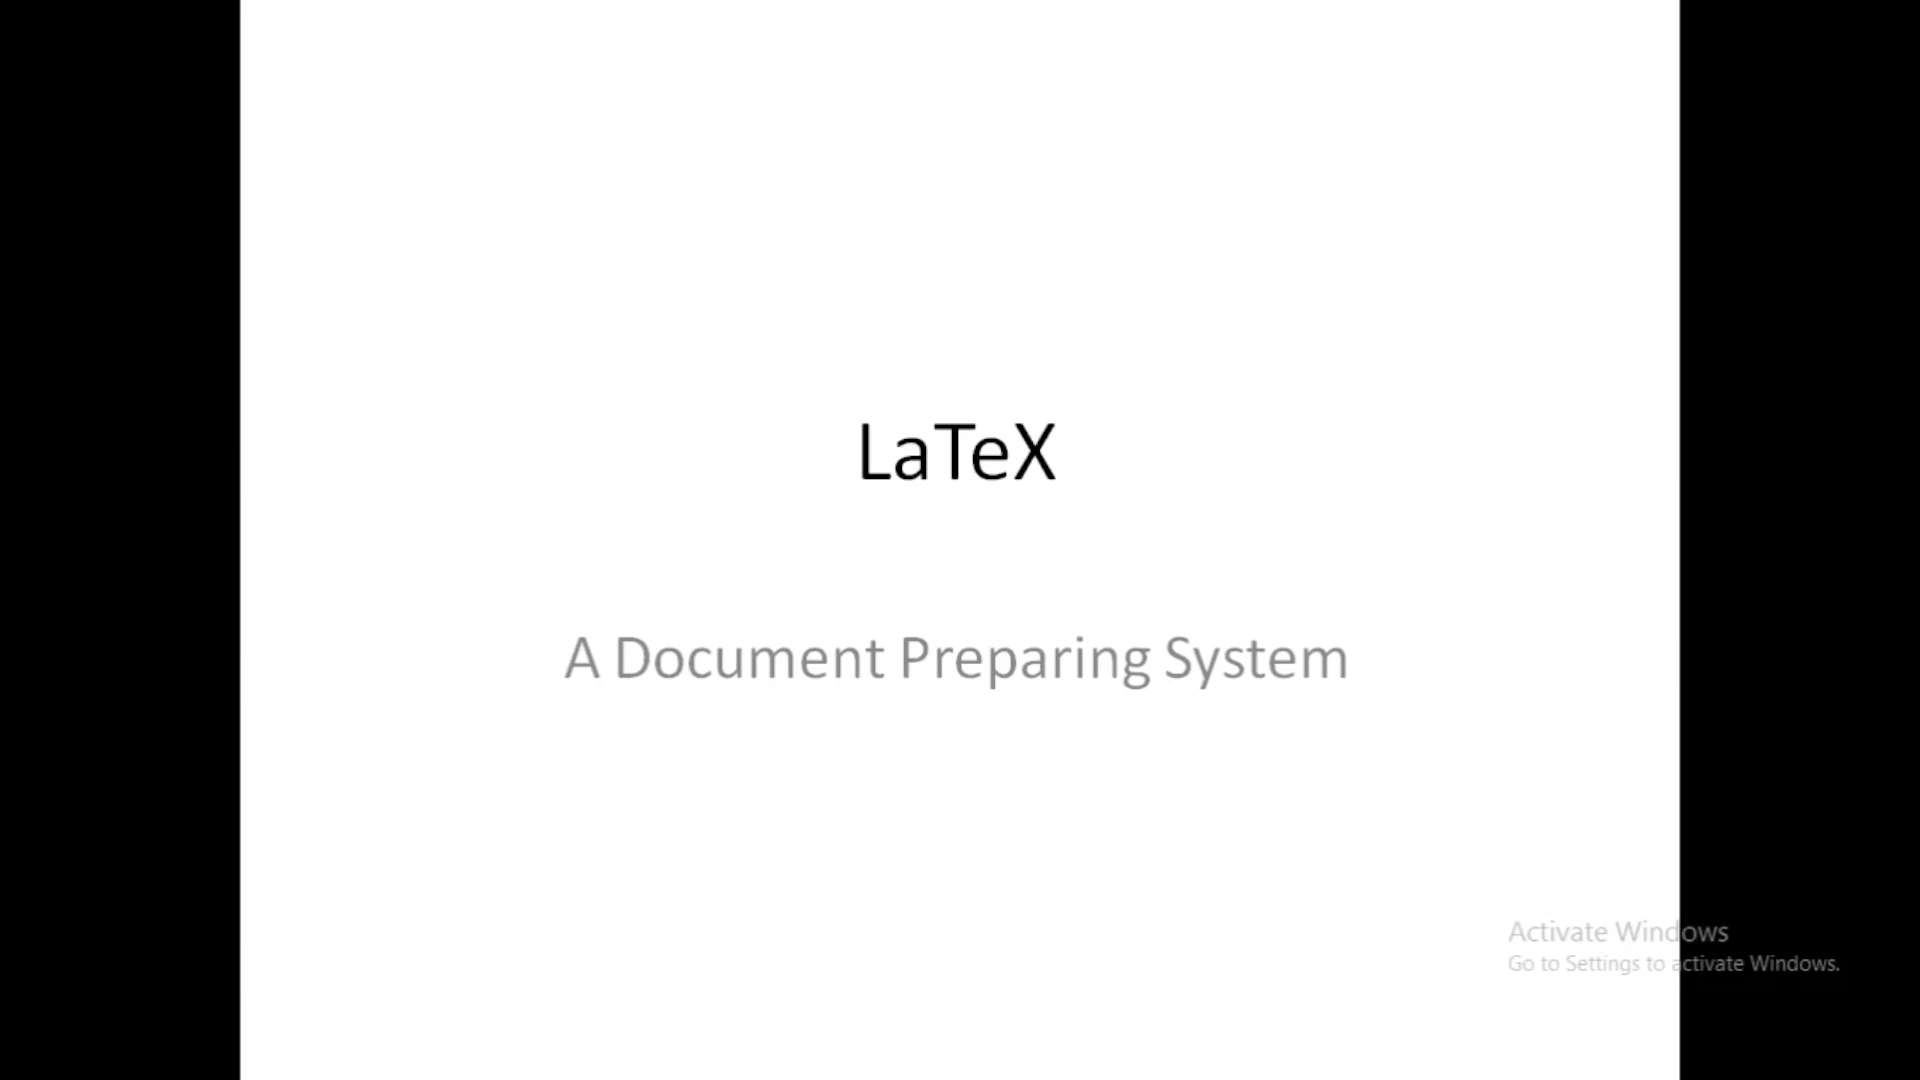 LaTeX
A Document Preparing System
Activate Windows
Go to Settings to activate Windows.